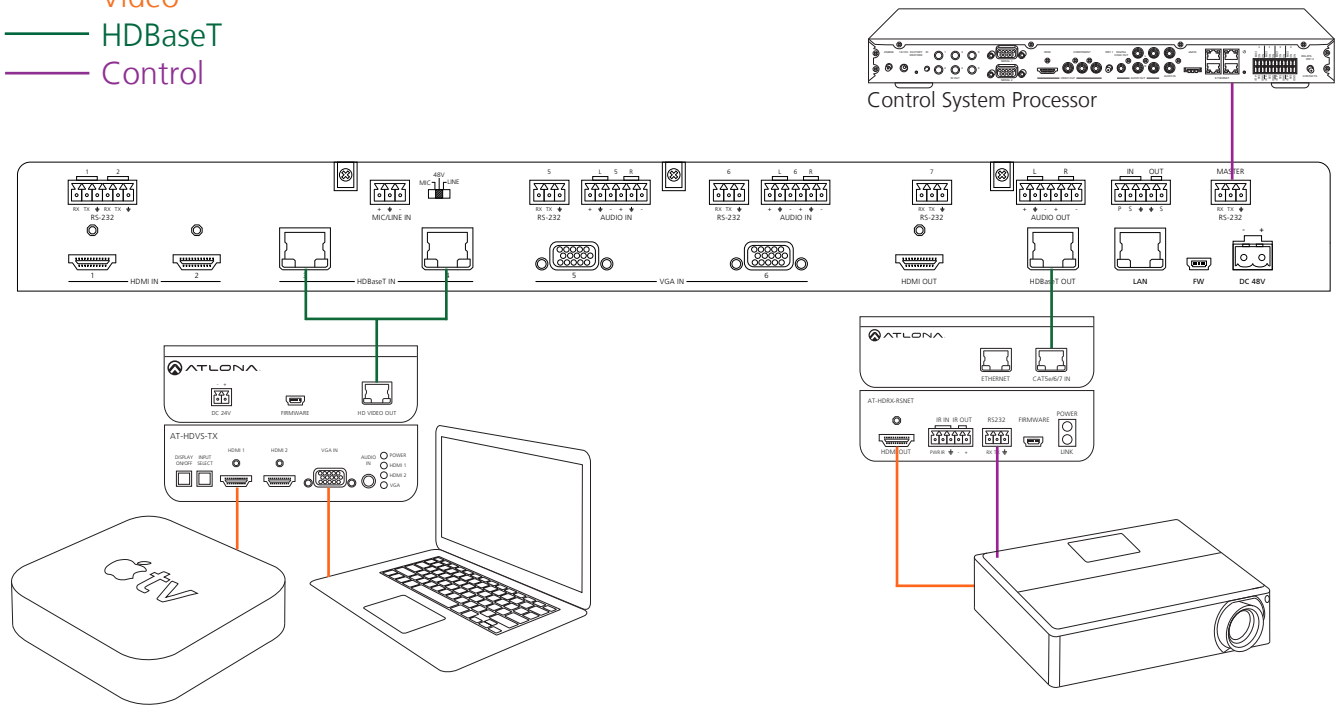 Video
HDBaseT
Control
Control System Processor
1 2
RX TX RX TX
RS-232
+ -
MIC/LINE IN
48V
MIC LINE
5
RX TX
RS-232
L 5 R
+ - + -
AUDIO IN
6
RX TX
RS-232
L 6 R
+ - + -
AUDIO IN
7
RX TX
RS-232
L R
+ - + -
AUDIO OUT
IN OUT
P S S
MASTER
RX TX
RS-232
1 2
HDMI IN
3 4
HDBaseT IN
5 6
VGA IN
HDMI OUT
HDBaseT OUT
LAN
FW
- +
DC 48V
ATLONA
- +
DC 24V
FIRMWARE
HD VIDEO OUT
AT-HDVS-TX
DISPLAY ON/OFF
INPUT SELECT
HDMI 1
HDMI 2
VGA IN
AUDIO IN
POWER
HDMI 1
HDMI 2
VGA
tv
ATLONA
ETHERNET
CAT5e/6/7 IN
AT-HDRX-RSNET
HDMI OUT
IR IN IR OUT
PWR IR - +
RS232
RX TX
FIRMWARE
POWER
LINK